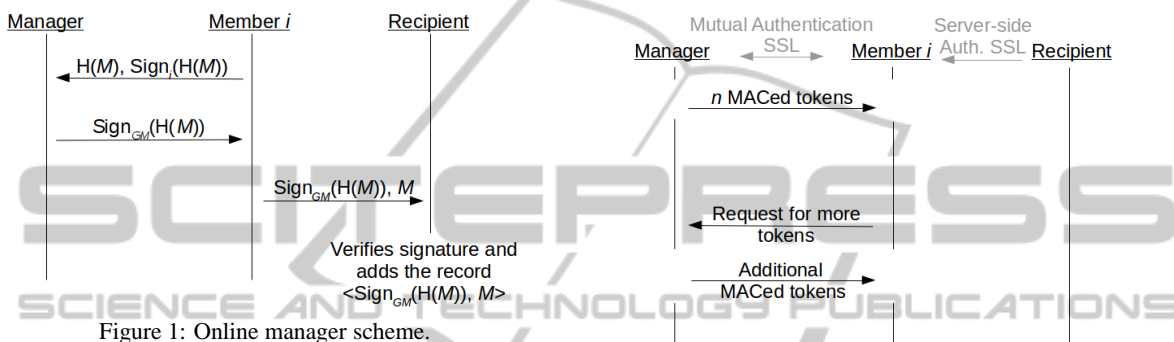 Manager Member i Recipient
H(M), Sign_i(H(M))
Sign_GM(H(M))
Sign_GM(H(M)), M
Verifies signature and
adds the record
<Sign_GM(H(M)), M>
Figure 1: Online manager scheme.
Mutual Authentication
SSL
Server-side
Auth. SSL
Manager Member i Recipient
n MACed tokens
Request for more
tokens
Additional
MACed tokens
SCITEPRESS
SCIENCE AND TECHNOLOGY PUBLICATIONS